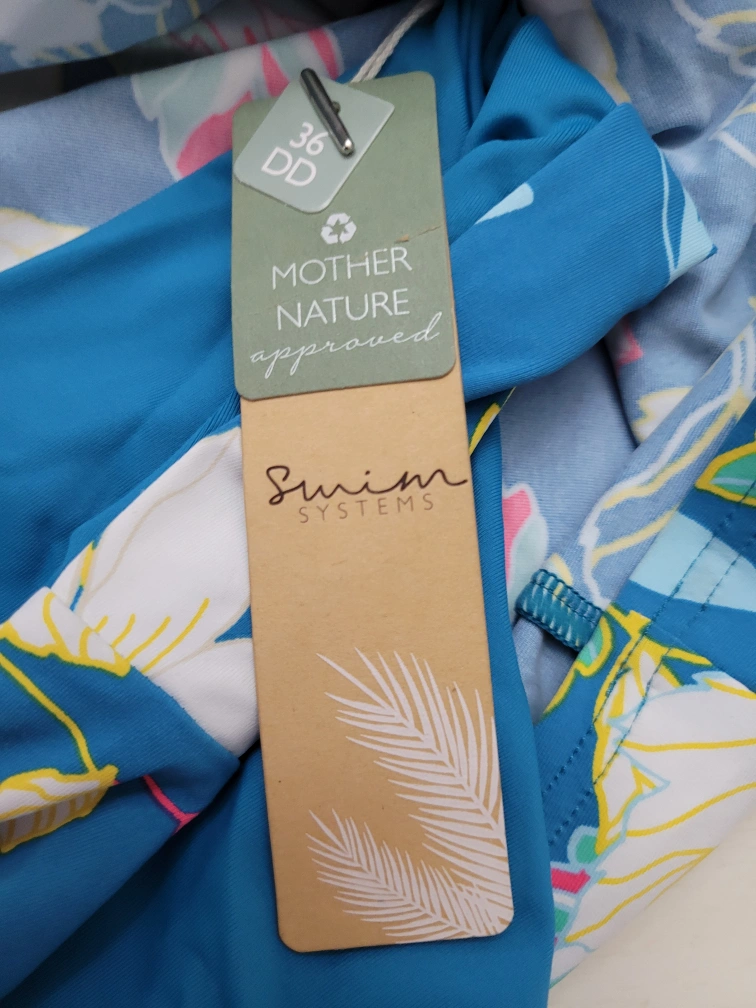 36
DD
MOTHER
NATURE
approved
Swim
SYSTEMS